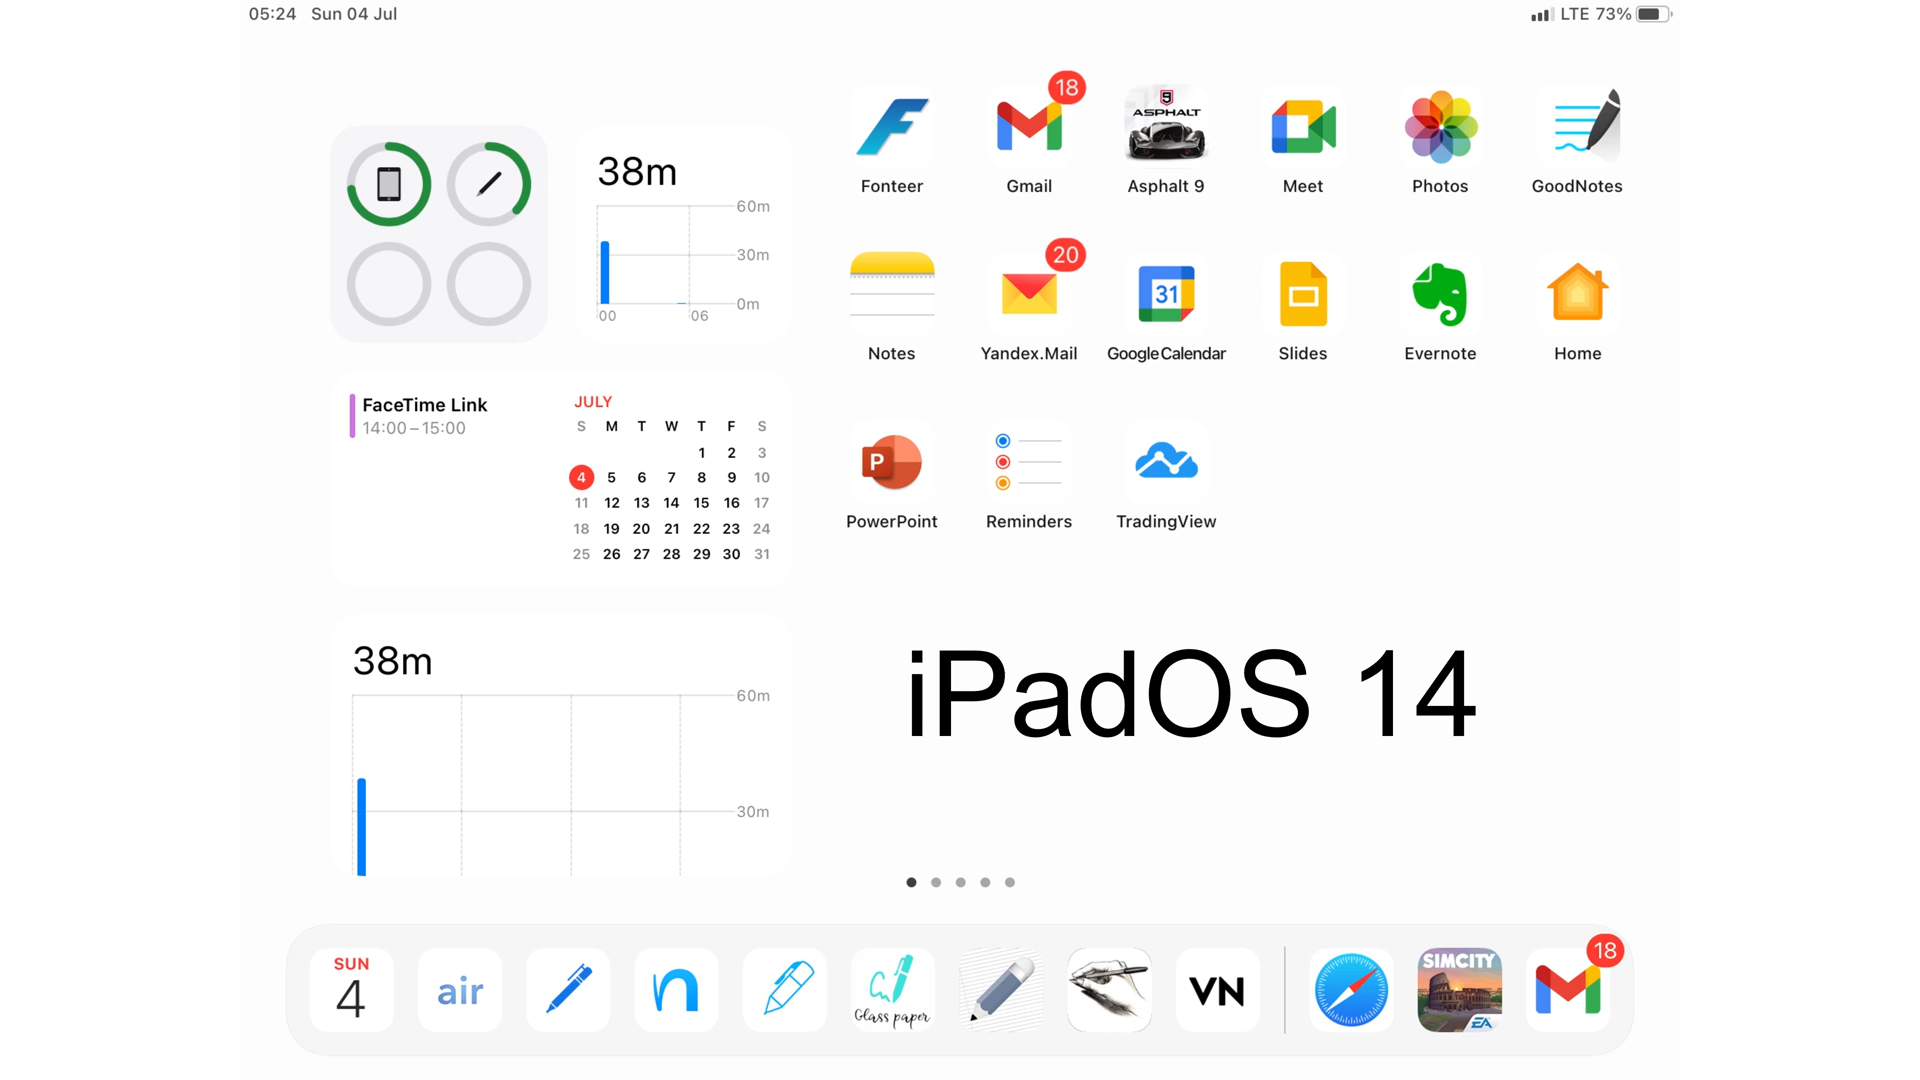 05:24 Sun 04 Jul
LTE 73%
38m
60m
30m
0m
00 06
FaceTime Link
14:00 – 15:00
JULY
S M T W T F S
1 2 3
4 5 6 7 8 9 10
11 12 13 14 15 16 17
18 19 20 21 22 23 24
25 26 27 28 29 30 31
38m
60m
30m
18
9
ASPHALT
Fonteer Gmail Asphalt 9 Meet Photos GoodNotes
20
31
Notes Yandex.Mail Google Calendar Slides Evernote Home
P
PowerPoint Reminders TradingView
iPadOS 14
SUN
4
air
n
Glass paper
VN
SIMCITY
EA
18